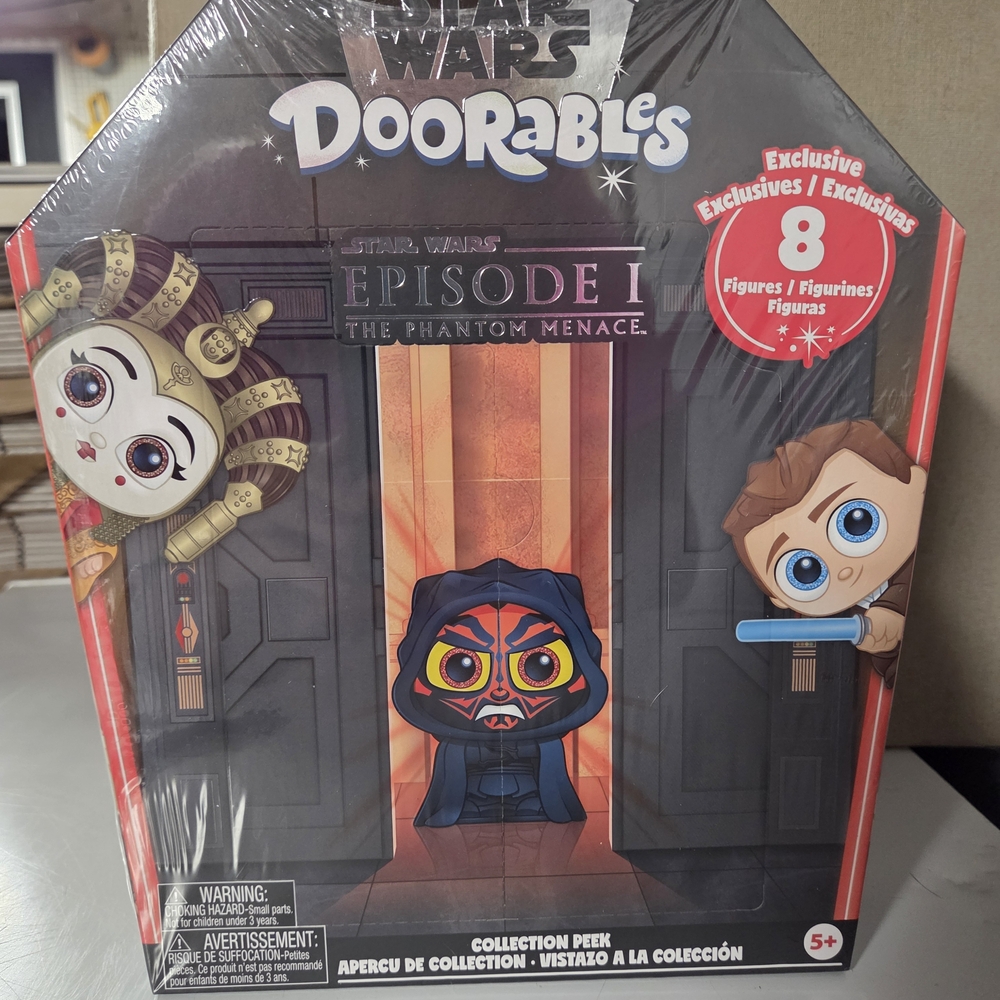 STAR
WARS
DOORABLES
Exclusive
Exclusives / Exclusivas
8
Figures / Figurines
Figuras
STAR WARS
EPISODE I
THE PHANTOM MENACE™
WARNING:
CHOKING HAZARD-Small parts.
Not for children under 3 years.
AVERTISSEMENT:
RISQUE DE SUFFOCATION-Petites
pièces. Ce produit n'est pas recommandé
pour enfants de moins de 3 ans.
COLLECTION PEEK
APERCU DE COLLECTION · VISTAZO A LA COLECCIÓN
5+